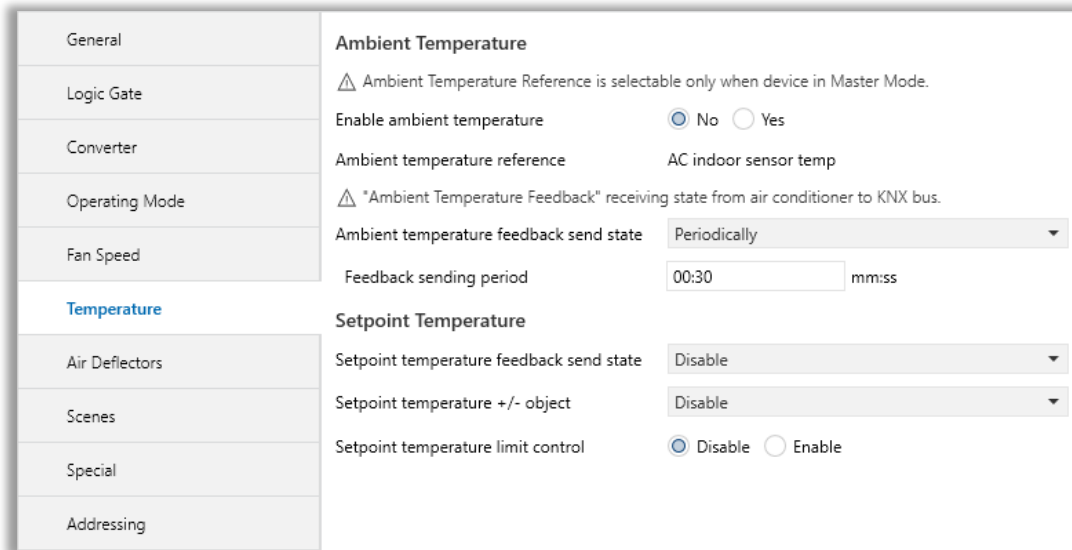 General
Logic Gate
Converter
Operating Mode
Fan Speed
Temperature
Air Deflectors
Scenes
Special
Addressing
Ambient Temperature
Ambient Temperature Reference is selectable only when device in Master Mode.
Enable ambient temperature No Yes
Ambient temperature reference AC indoor sensor temp
"Ambient Temperature Feedback" receiving state from air conditioner to KNX bus.
Ambient temperature feedback send state Periodically
Feedback sending period 00:30 mm:ss
Setpoint Temperature
Setpoint temperature feedback send state Disable
Setpoint temperature +/- object Disable
Setpoint temperature limit control Disable Enable